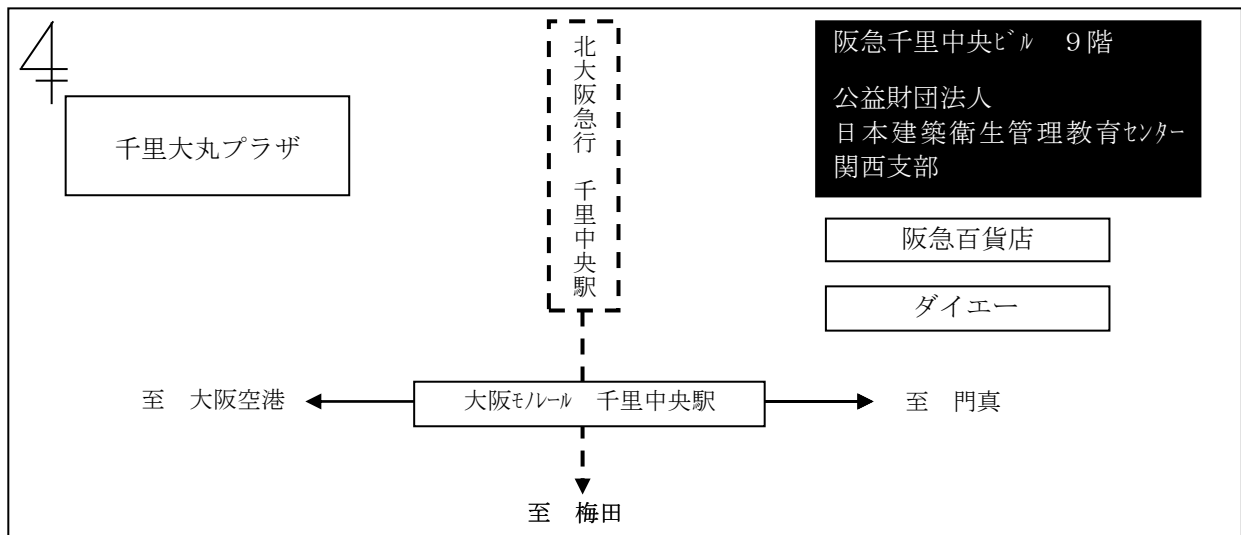 阪急千里中央ﾋﾞﾙ　９階
公益財団法人
日本建築衛生管理教育ｾﾝﾀｰ
関西支部
北大阪急行　千里中央駅
千里大丸プラザ
阪急百貨店
ダイエー
至　大阪空港
大阪ﾓﾉﾚｰﾙ　千里中央駅
至　門真
至　梅田